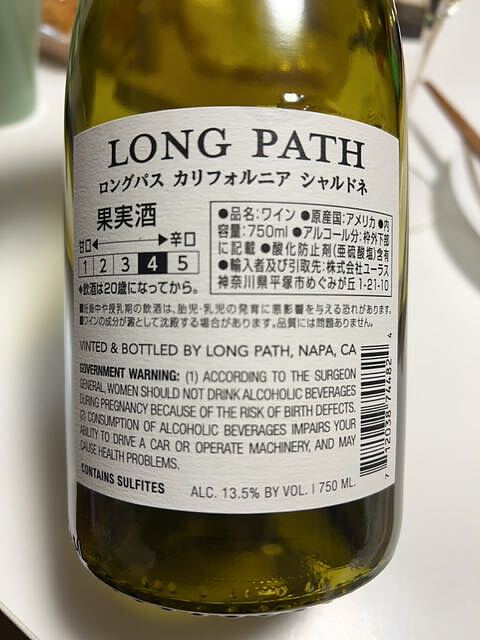 LONG PATH
ロングパス カリフォルニア シャルドネ
果実酒
甘口 辛口
1 2 3 4 5
●飲酒は20歳になってから。
●品名:ワイン ●原産国:アメリカ ●内
容量:750ml ●アルコール分:枠外下部
に記載 ●酸化防止剤(亜硫酸塩)含有
●輸入者及び引取先:株式会社ユーラス
神奈川県平塚市めぐみが丘 1-21-10
■妊娠中や授乳期の飲酒は、胎児・乳児の発育に悪影響を与える恐れがあります。
■ワインの成分が澱として沈殿する場合があります。品質には問題ありません。
VINTED & BOTTLED BY LONG PATH, NAPA, CA
GOVERNMENT WARNING: (1) ACCORDING TO THE SURGEON
GENERAL, WOMEN SHOULD NOT DRINK ALCOHOLIC BEVERAGES
DURING PREGNANCY BECAUSE OF THE RISK OF BIRTH DEFECTS.
(2) CONSUMPTION OF ALCOHOLIC BEVERAGES IMPAIRS YOUR
ABILITY TO DRIVE A CAR OR OPERATE MACHINERY, AND MAY
CAUSE HEALTH PROBLEMS.
CONTAINS SULFITES
ALC. 13.5% BY VOL. | 750 ML.
7 12038 74482 4